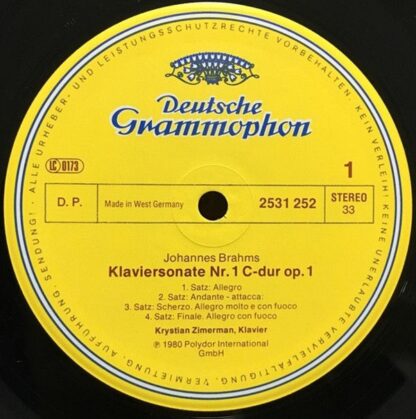 ALLE URHEBER- UND LEISTUNGSSCHUTZRECHTE VORBEHALTEN · KEIN VERLEIH! · KEINE UNERLAUBTE VERVIELFÄLTIGUNG, VERMIETUNG, AUFFÜHRUNG, SENDUNG! ·
Deutsche
Grammophon
LC 0173
1
D. P.
Made in West Germany
2531 252
STEREO
33
Johannes Brahms
Klaviersonate Nr. 1 C-dur op. 1
1. Satz: Allegro
2. Satz: Andante - attacca:
3. Satz: Scherzo. Allegro molto e con fuoco
4. Satz: Finale. Allegro con fuoco
Krystian Zimerman, Klavier
℗ 1980 Polydor International
GmbH